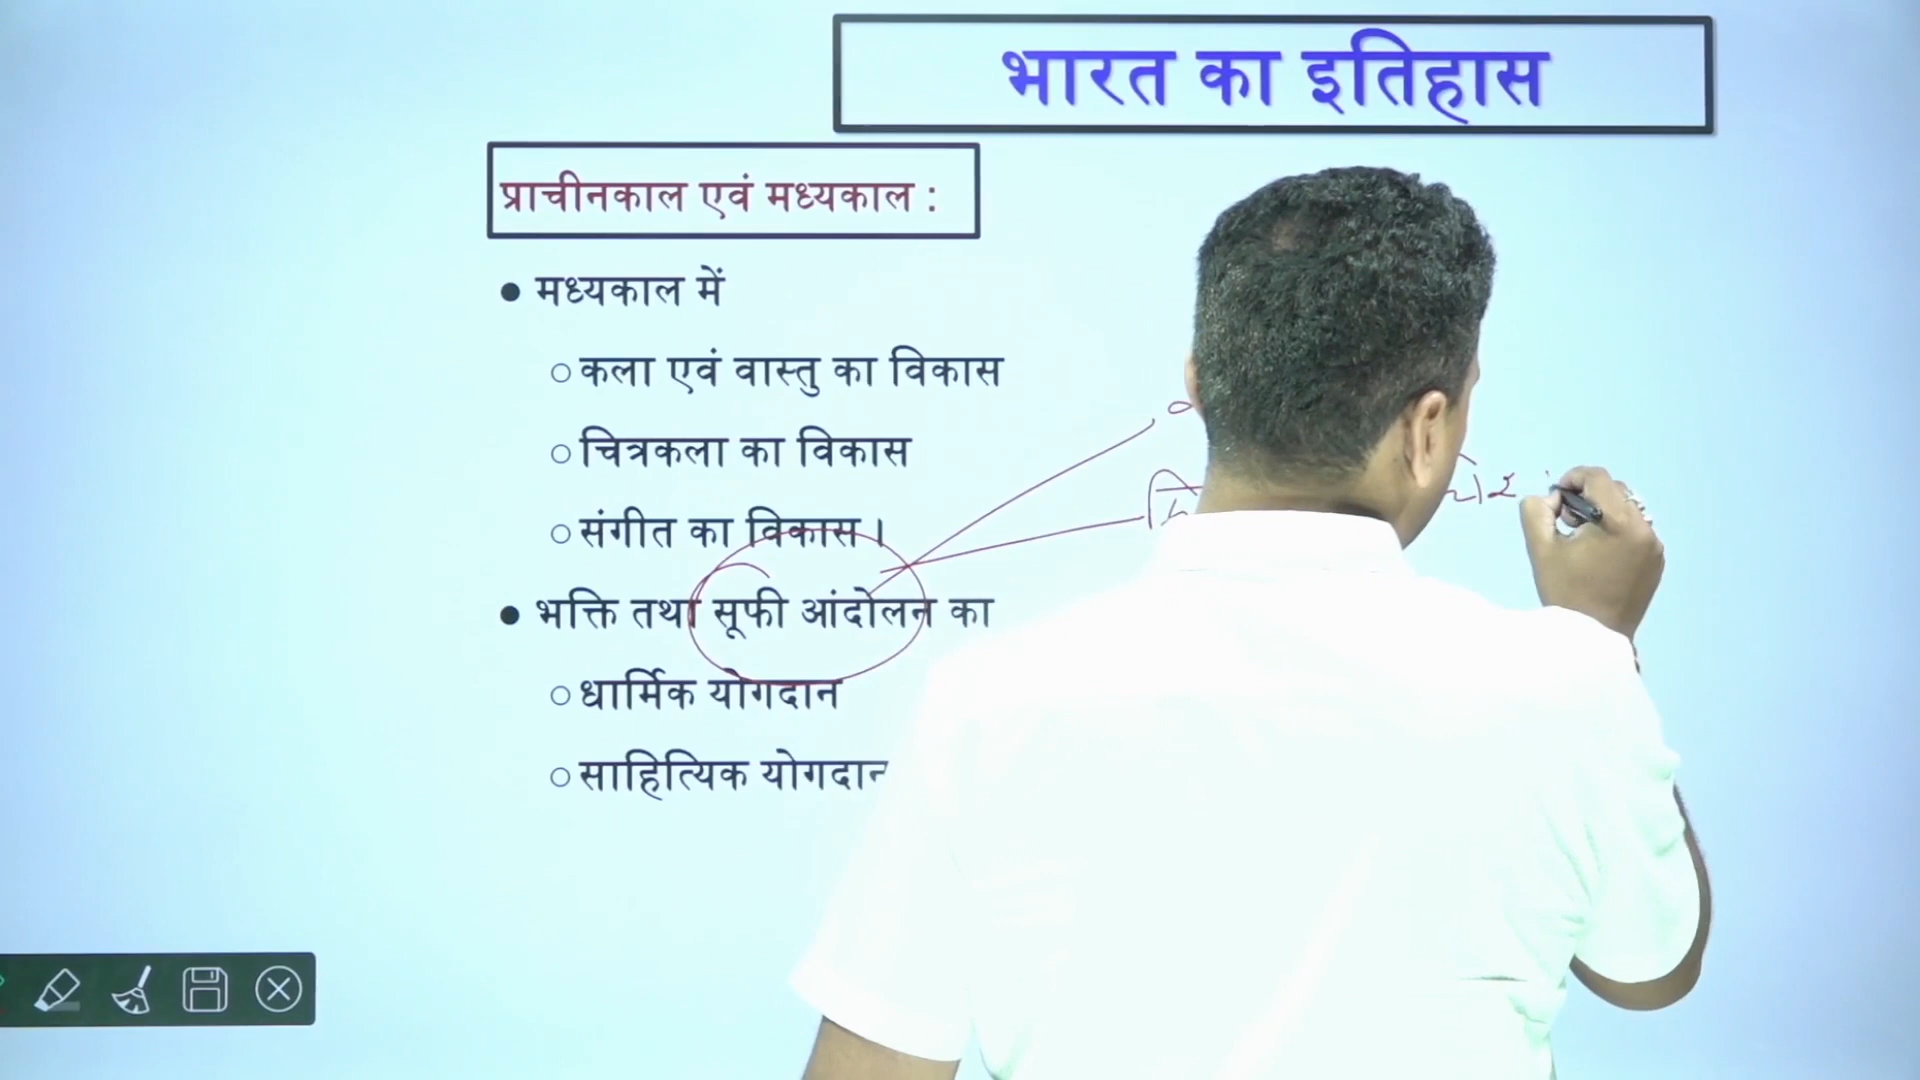 भारत का इतिहास
प्राचीनकाल एवं मध्यकाल :
● मध्यकाल में
○ कला एवं वास्तु का विकास
○ चित्रकला का विकास
○ संगीत का विकास।
● भक्ति तथा सूफी आंदोलन का
○ धार्मिक योगदान
○ साहित्यिक योगदान